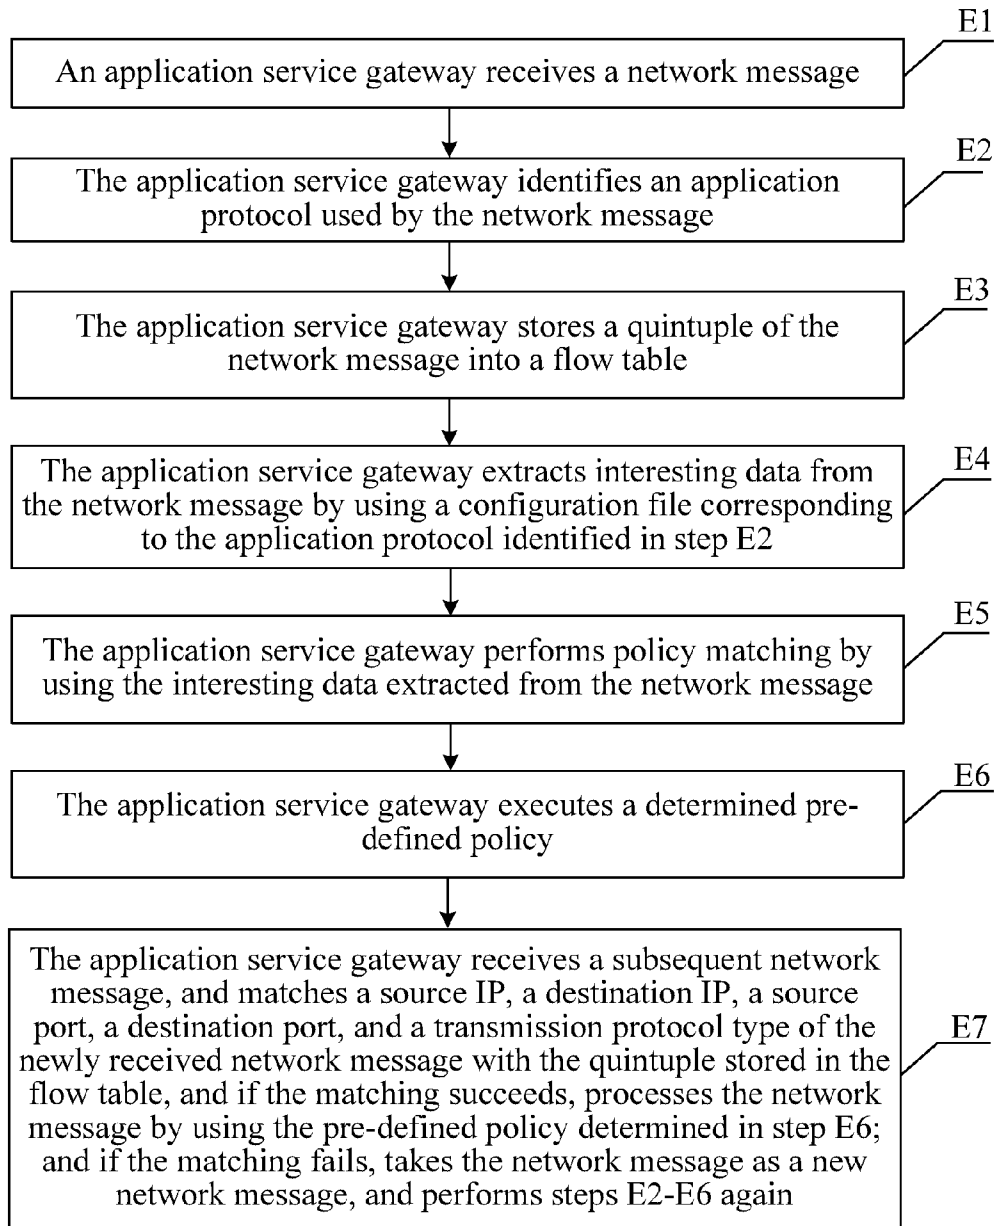 E1
An application service gateway receives a network message
E2
The application service gateway identifies an application
protocol used by the network message
E3
The application service gateway stores a quintuple of the
network message into a flow table
E4
The application service gateway extracts interesting data from
the network message by using a configuration file corresponding
to the application protocol identified in step E2
E5
The application service gateway performs policy matching by
using the interesting data extracted from the network message
E6
The application service gateway executes a determined pre-
defined policy
E7
The application service gateway receives a subsequent network
message, and matches a source IP, a destination IP, a source
port, a destination port, and a transmission protocol type of the
newly received network message with the quintuple stored in the
flow table, and if the matching succeeds, processes the network
message by using the pre-defined policy determined in step E6;
and if the matching fails, takes the network message as a new
network message, and performs steps E2-E6 again